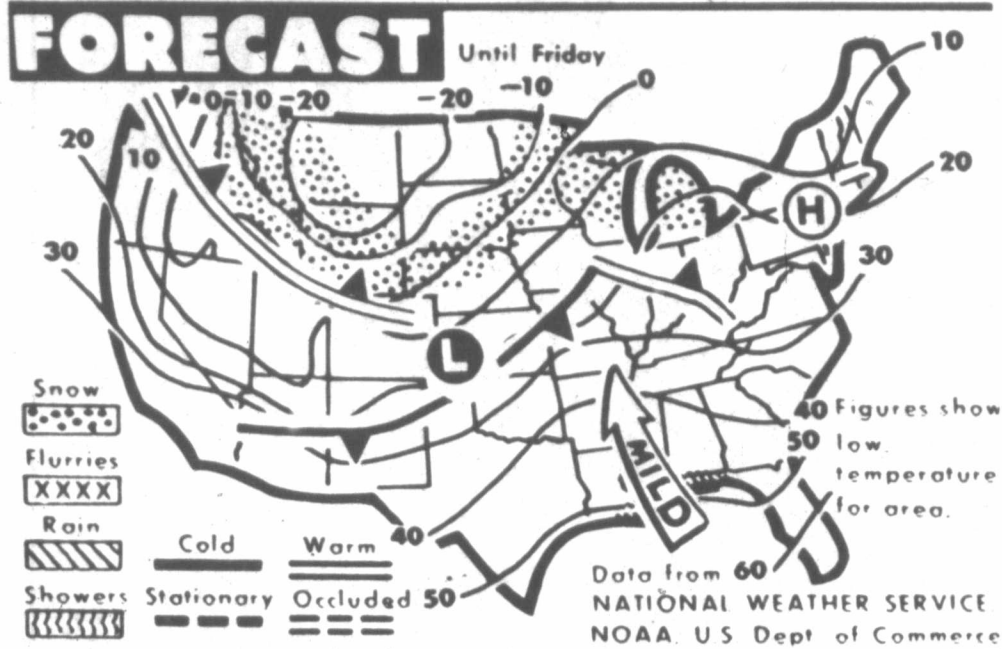 FORECAST
Until Friday
0 -10 -20 -20 -10 0 10
20 10 20
H
30 30
L
Snow
Flurries
XXXX
Rain
Showers
Cold Warm
Stationary Occluded
MILD
40 50
40 50 60
Figures show
low
temperature
for area.
Data from
NATIONAL WEATHER SERVICE
NOAA. U S Dept of Commerce